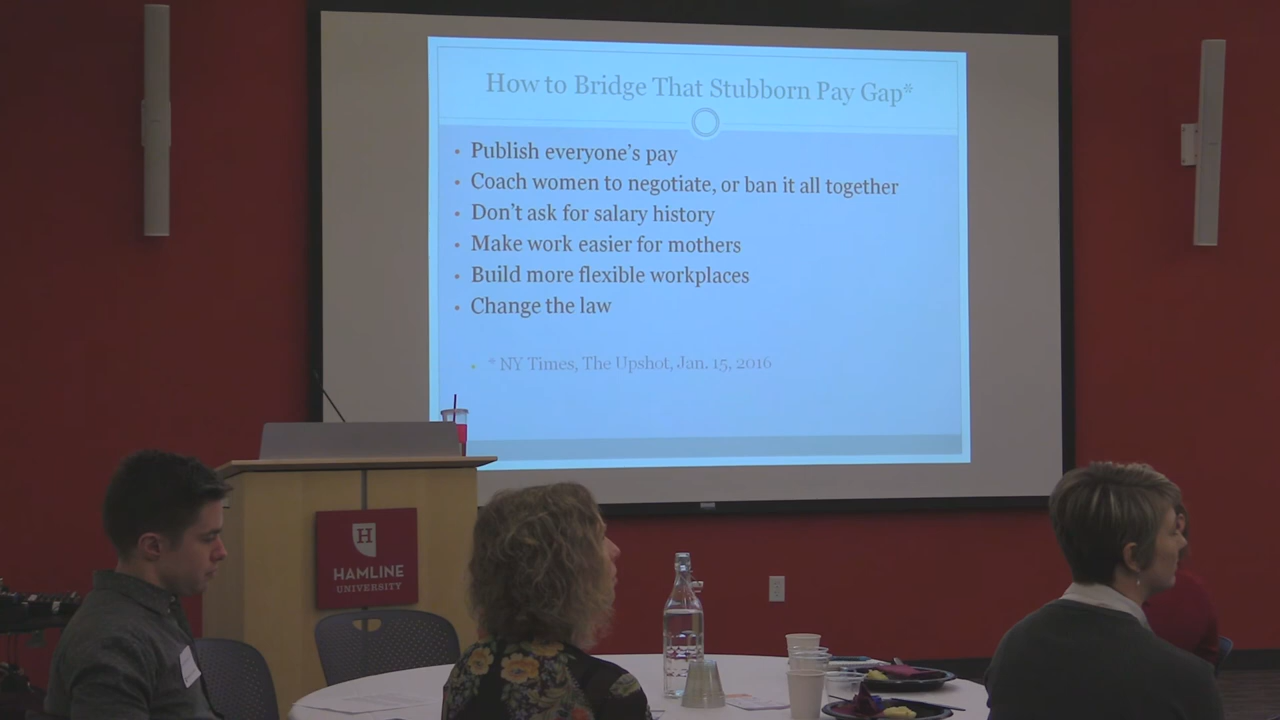 How to Bridge That Stubborn Pay Gap*
• Publish everyone's pay
• Coach women to negotiate, or ban it all together
• Don't ask for salary history
• Make work easier for mothers
• Build more flexible workplaces
• Change the law
• * NY Times, The Upshot, Jan. 15, 2016
H
HAMLINE
UNIVERSITY